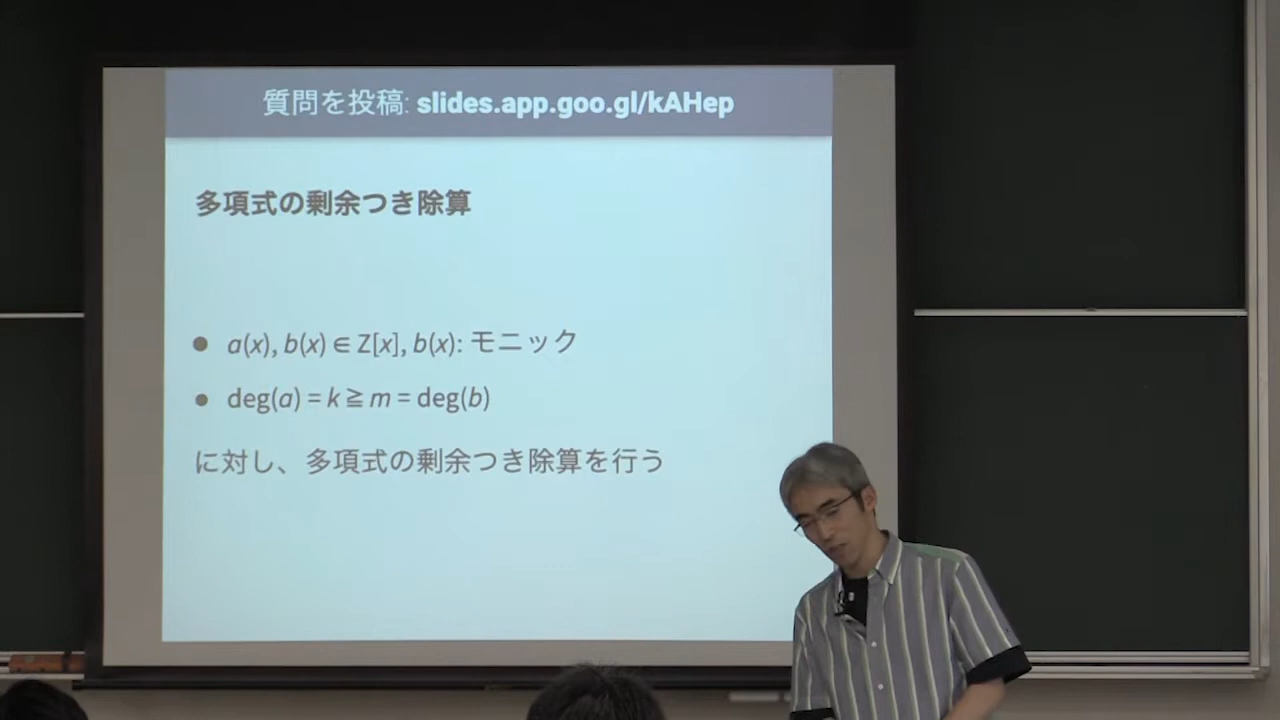 質問を投稿: slides.app.goo.gl/kAHep
多項式の剰余つき除算
● a(x), b(x) ∈ Z[x], b(x): モニック
● deg(a) = k ≧ m = deg(b)
に対し、多項式の剰余つき除算を行う